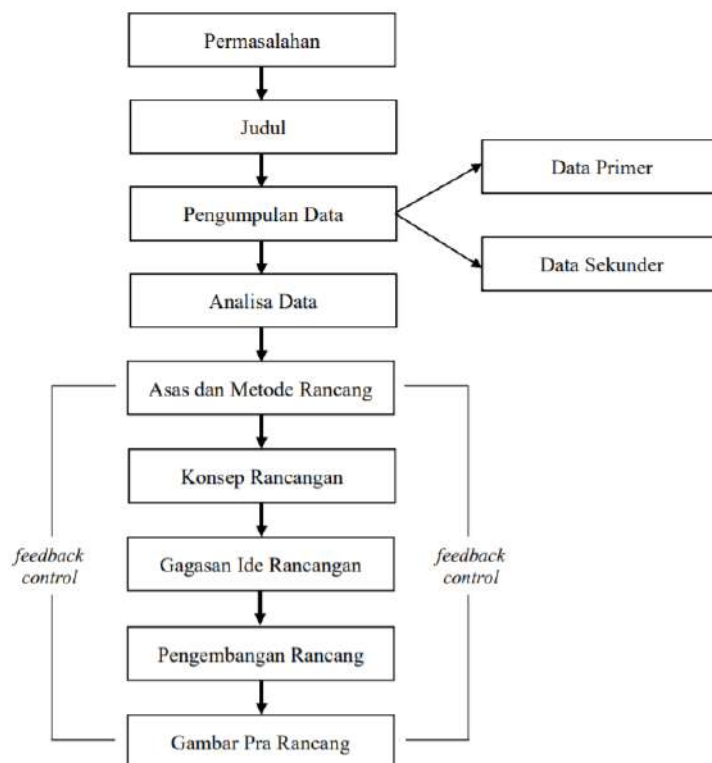 Permasalahan
Judul
Pengumpulan Data
Data Primer
Data Sekunder
Analisa Data
Asas dan Metode Rancang
Konsep Rancangan
feedback
control
Gagasan Ide Rancangan
feedback
control
Pengembangan Rancang
Gambar Pra Rancang